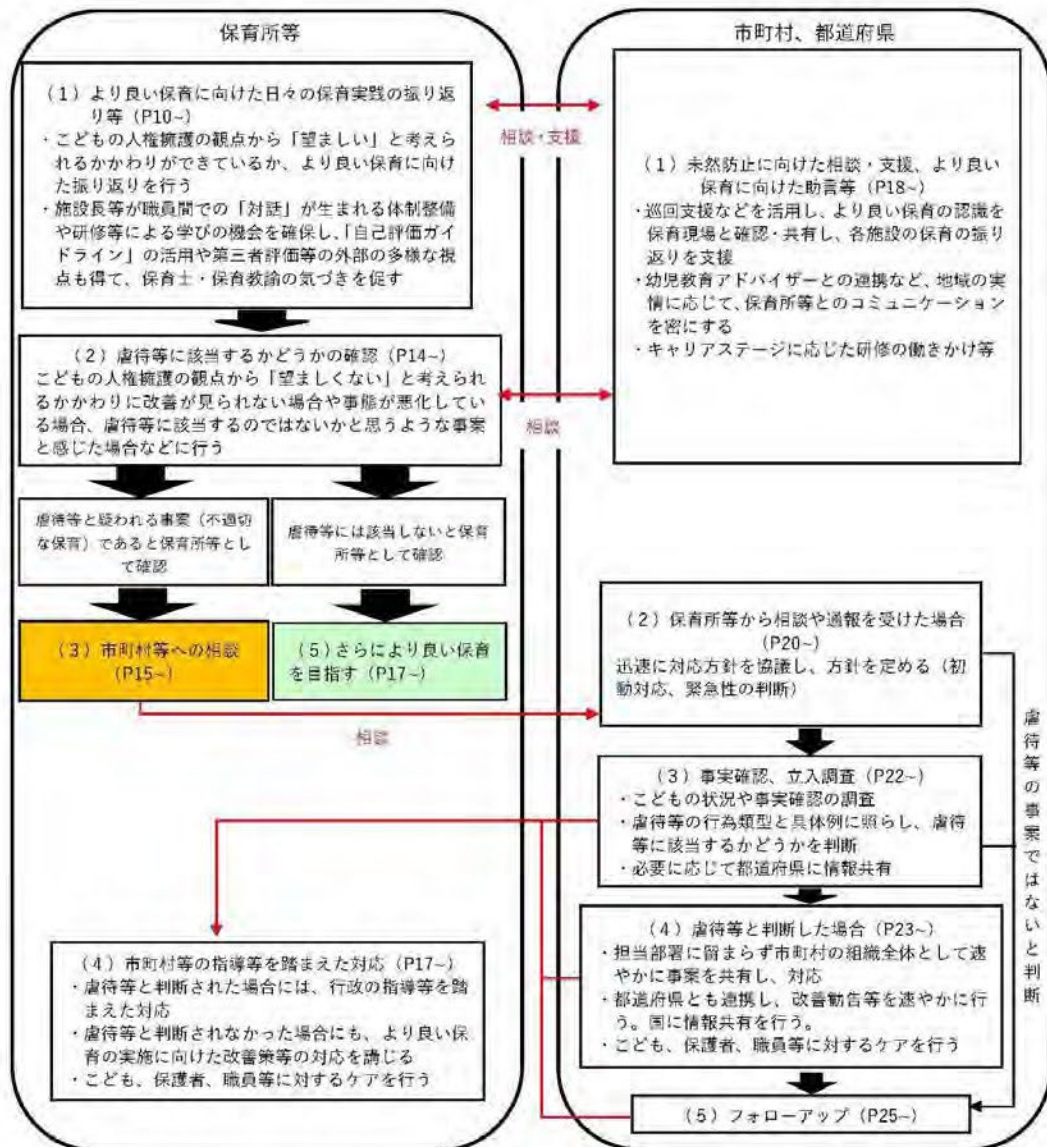 保育所等
(1)より良い保育に向けた日々の保育実践の振り返
り等(P10~)
・こどもの人権擁護の観点から「望ましい」と考えら
れるかかわりができているか、より良い保育に向け
た振り返りを行う
・施設長等が職員間での「対話」が生まれる体制整備
や研修等による学びの機会を確保し、「自己評価ガイ
ドライン」の活用や第三者評価等の外部の多様な視
点も得て、保育士・保育教諭の気づきを促す
(2)虐待等に該当するかどうかの確認(P14~)
こどもの人権擁護の観点から「望ましくない」と考えられ
るかかわりに改善が見られない場合や事態が悪化してい
る場合、虐待等に該当するのではないかと思うような事案
と感じた場合などに行う
虐待等と疑われる事案(不適切
な保育)であると保育所等とし
て確認
虐待等には該当しないと保育
所等として確認
(3)市町村等への相談
(P15~)
(5)さらにより良い保育
を目指す(P17~)
(4)市町村等の指導等を踏まえた対応(P17~)
・虐待等と判断された場合には、行政の指導等を踏
まえた対応
・虐待等と判断されなかった場合にも、より良い保
育の実施に向けた改善策等の対応を講じる
・こども、保護者、職員等に対するケアを行う
相談・支援
相談
相談
市町村、都道府県
(1)未然防止に向けた相談・支援、より良い
保育に向けた助言等(P18~)
・巡回支援などを活用し、より良い保育の認識を
保育現場と確認・共有し、各施設の保育の振り
返りを支援
・幼児教育アドバイザーとの連携など、地域の実
情に応じて、保育所等とのコミュニケーション
を密にする
・キャリアステージに応じた研修の働きかけ等
(2)保育所等から相談や通報を受けた場合
(P20~)
迅速に対応方針を協議し、方針を定める(初
動対応、緊急性の判断)
(3)事実確認、立入調査(P22~)
・こどもの状況や事実確認の調査
・虐待等の行為類型と具体例に照らし、虐待
等に該当するかどうかを判断
・必要に応じて都道府県に情報共有
(4)虐待等と判断した場合(P23~)
・担当部署に留まらず市町村の組織全体として速
やかに事案を共有し、対応
・都道府県とも連携し、改善勧告等を速やかに行
う。国に情報共有を行う。
・こども、保護者、職員等に対するケアを行う
(5)フォローアップ(P25~)
虐待等の事案ではないと判断